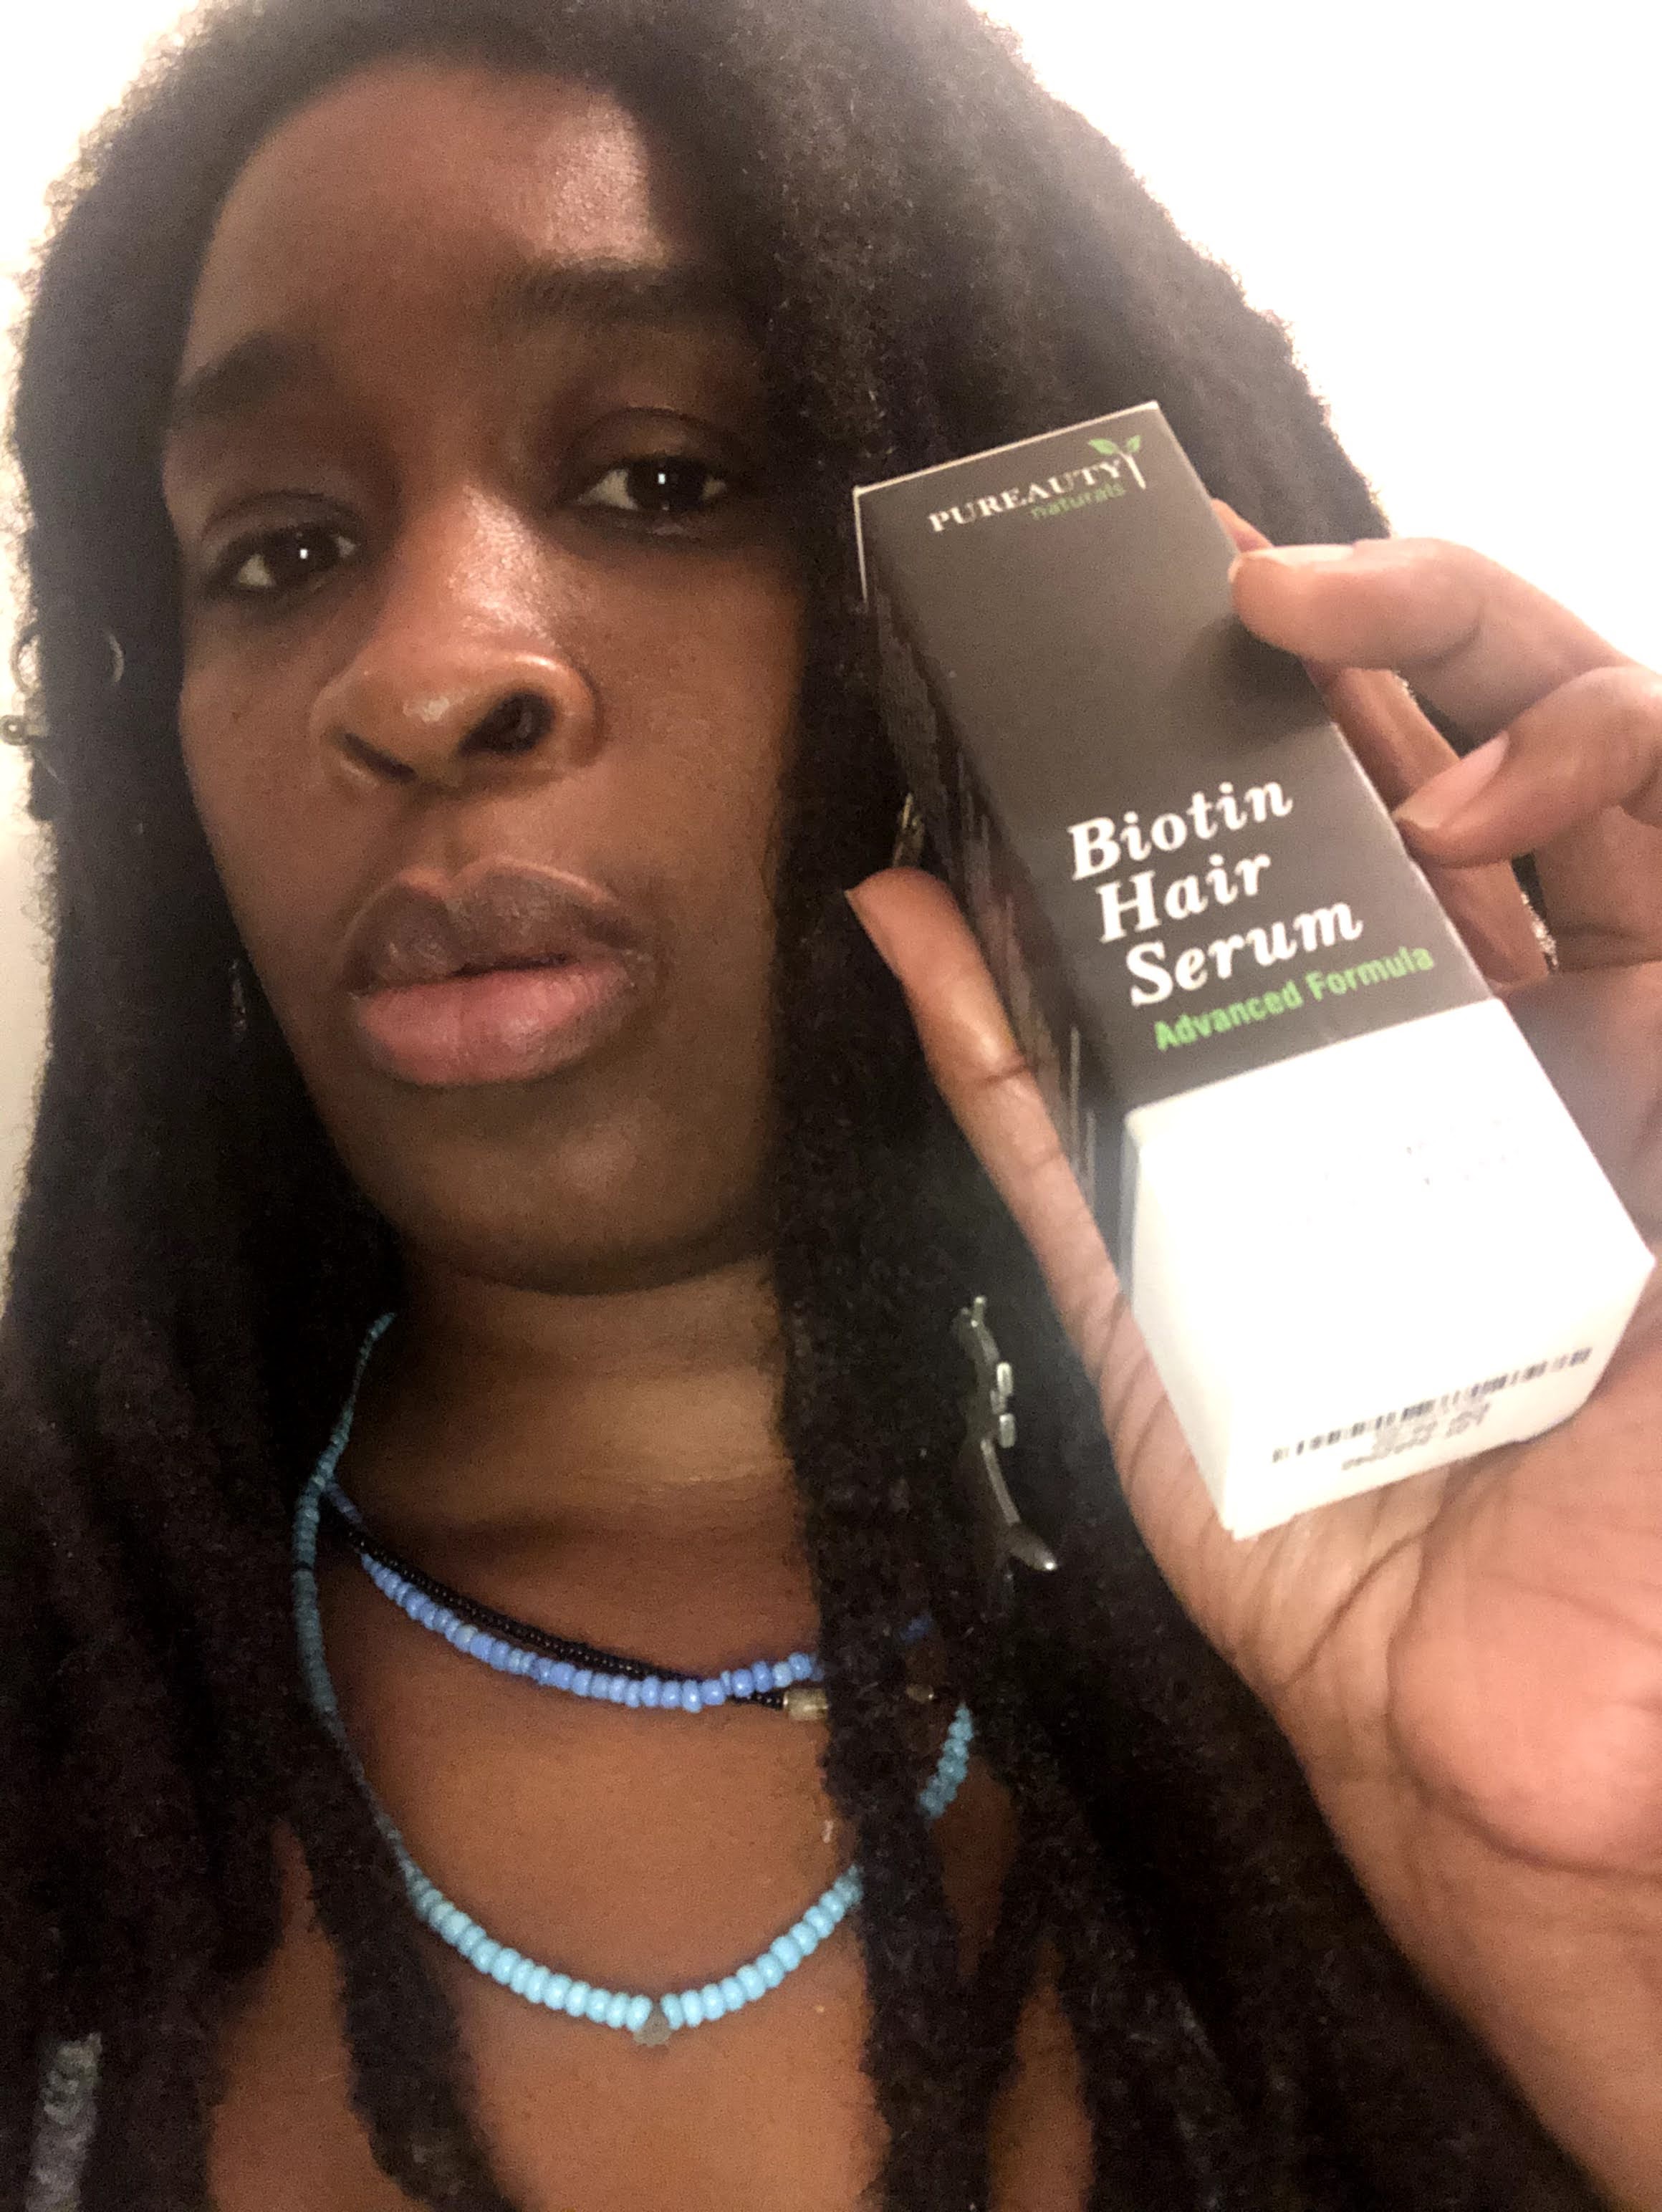 PUREAUTY
naturals
Biotin
Hair
Serum
Advanced Formula